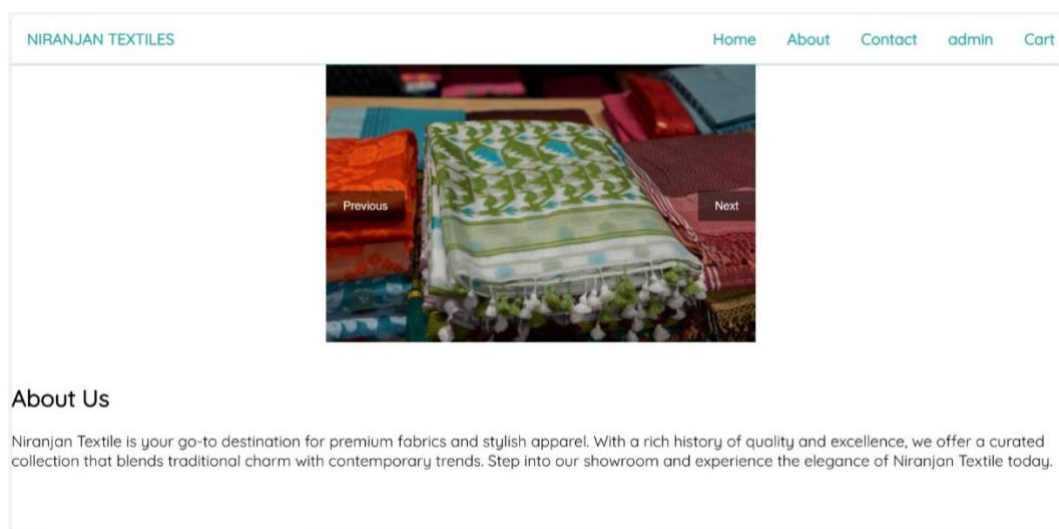 NIRANJAN TEXTILES Home About Contact admin Cart
Previous Next
About Us
Niranjan Textile is your go-to destination for premium fabrics and stylish apparel. With a rich history of quality and excellence, we offer a curated
collection that blends traditional charm with contemporary trends. Step into our showroom and experience the elegance of Niranjan Textile today.